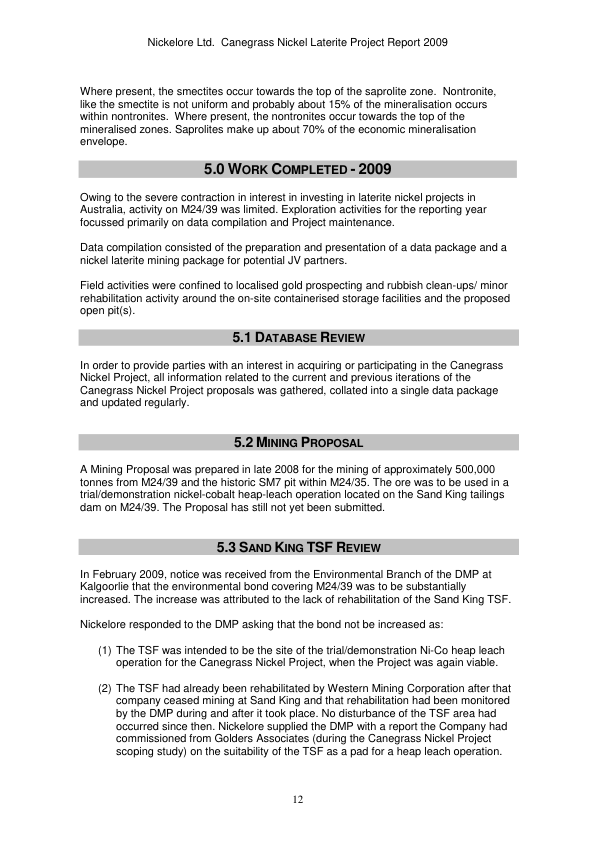 Nickelore Ltd.  Canegrass Nickel Laterite Project Report 2009
Where present, the smectites occur towards the top of the saprolite zone.  Nontronite,
like the smectite is not uniform and probably about 15% of the mineralisation occurs
within nontronites.  Where present, the nontronites occur towards the top of the
mineralised zones. Saprolites make up about 70% of the economic mineralisation
envelope.
5.0 WORK COMPLETED - 2009
Owing to the severe contraction in interest in investing in laterite nickel projects in
Australia, activity on M24/39 was limited. Exploration activities for the reporting year
focussed primarily on data compilation and Project maintenance.
Data compilation consisted of the preparation and presentation of a data package and a
nickel laterite mining package for potential JV partners.
Field activities were confined to localised gold prospecting and rubbish clean-ups/ minor
rehabilitation activity around the on-site containerised storage facilities and the proposed
open pit(s).
5.1 DATABASE REVIEW
In order to provide parties with an interest in acquiring or participating in the Canegrass
Nickel Project, all information related to the current and previous iterations of the
Canegrass Nickel Project proposals was gathered, collated into a single data package
and updated regularly.
5.2 MINING PROPOSAL
A Mining Proposal was prepared in late 2008 for the mining of approximately 500,000
tonnes from M24/39 and the historic SM7 pit within M24/35. The ore was to be used in a
trial/demonstration nickel-cobalt heap-leach operation located on the Sand King tailings
dam on M24/39. The Proposal has still not yet been submitted.
5.3 SAND KING TSF REVIEW
In February 2009, notice was received from the Environmental Branch of the DMP at
Kalgoorlie that the environmental bond covering M24/39 was to be substantially
increased. The increase was attributed to the lack of rehabilitation of the Sand King TSF.
Nickelore responded to the DMP asking that the bond not be increased as:
(1) The TSF was intended to be the site of the trial/demonstration Ni-Co heap leach
operation for the Canegrass Nickel Project, when the Project was again viable.
(2) The TSF had already been rehabilitated by Western Mining Corporation after that
company ceased mining at Sand King and that rehabilitation had been monitored
by the DMP during and after it took place. No disturbance of the TSF area had
occurred since then. Nickelore supplied the DMP with a report the Company had
commissioned from Golders Associates (during the Canegrass Nickel Project
scoping study) on the suitability of the TSF as a pad for a heap leach operation.
12